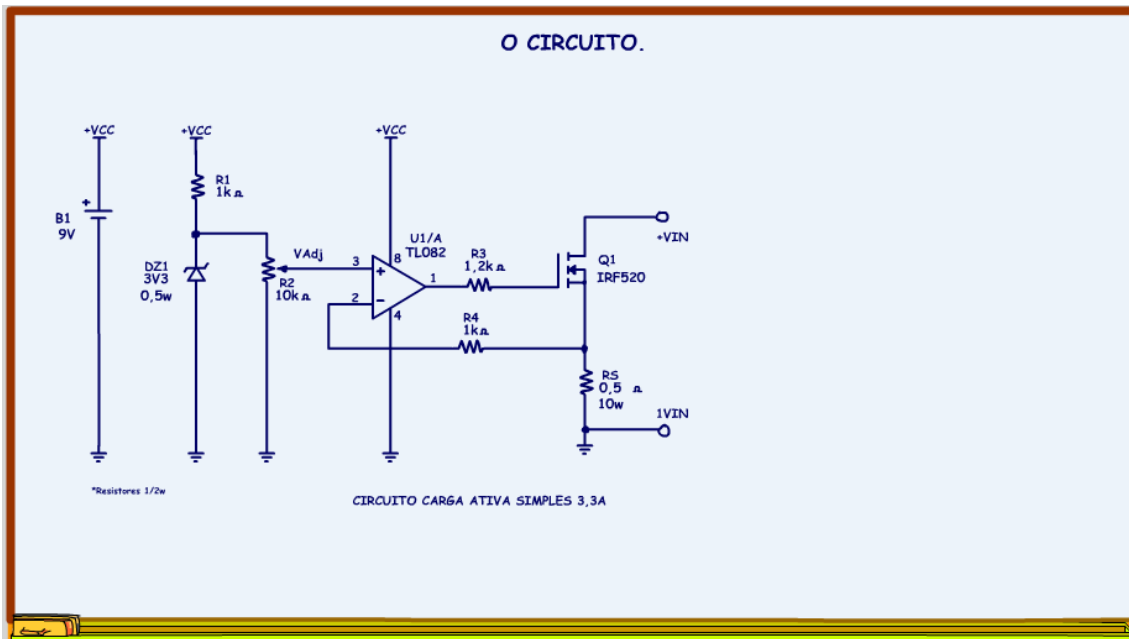 O CIRCUITO.
+VCC
+VCC
+VCC
R1
1kΩ
+
B1
9V
VAdj
DZ1
3V3
0,5w
R2
10kΩ
U1/A
TL082
3
8
+
2
-
4
1
R3
1,2kΩ
R4
1kΩ
Q1
IRF520
+VIN
RS
0,5 Ω
10w
1VIN
*Resistores 1/2w
CIRCUITO CARGA ATIVA SIMPLES 3,3A